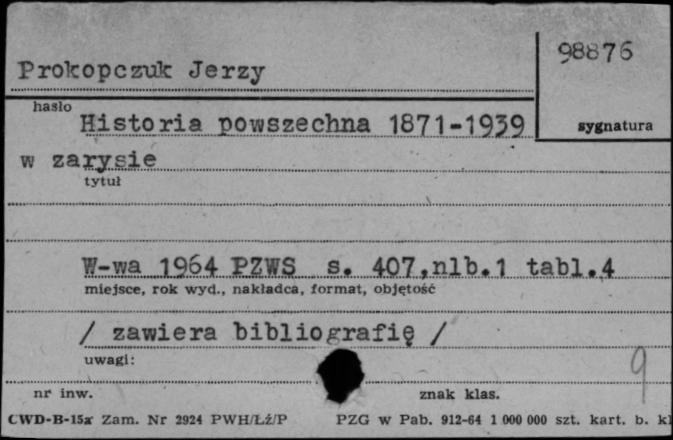 98876
Prokopczuk Jerzy
hasło
sygnatura
Historia powszechna 1871-1939
w zarysie
tytuł
W-wa 1964 PZWS s. 407,nlb.1 tabl.4
miejsce, rok wyd., nakładca, format, objętość
/ zawiera bibliografię /
uwagi:
9
nr inw. znak klas.
CWD-B-15a Zam. Nr 2924 PWH/Łź/P PZG w Pab. 912-64 1 000 000 szt. kart. b. kl